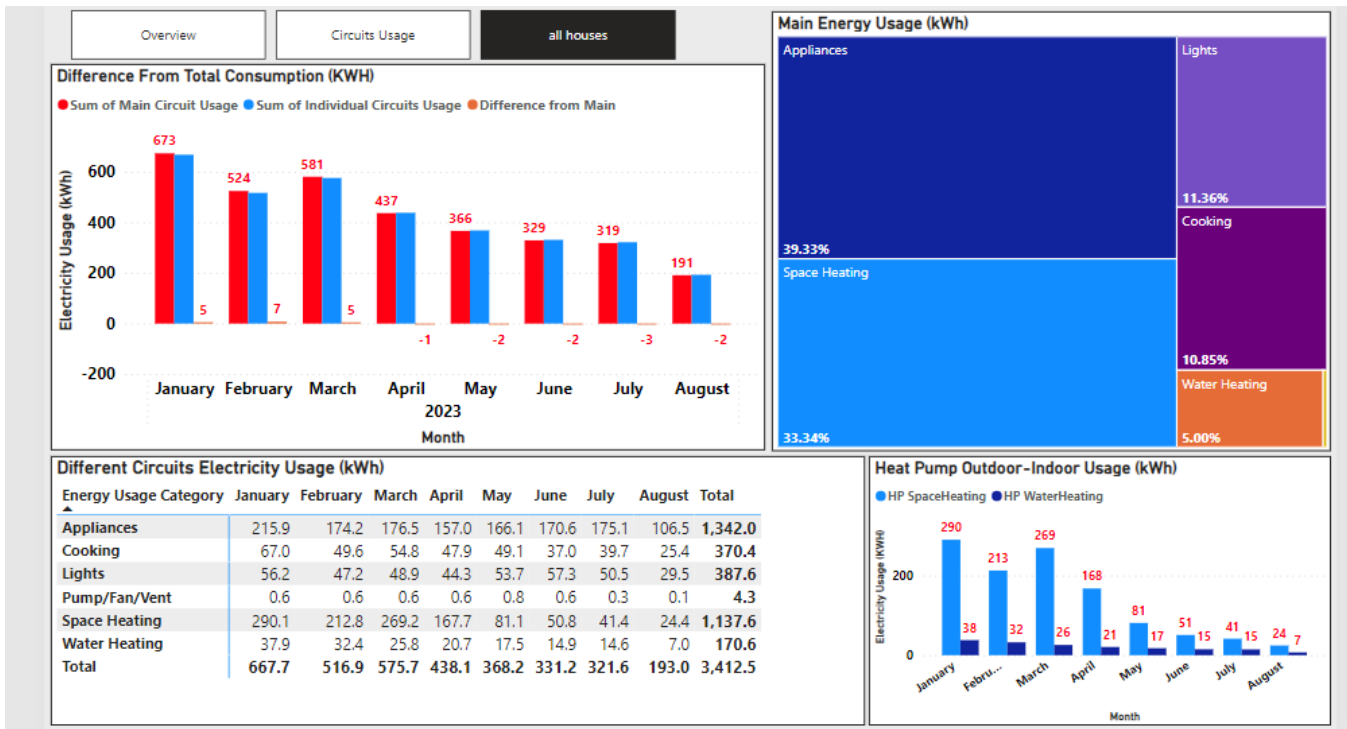 Overview
Circuits Usage
all houses
Difference From Total Consumption (KWH)
Sum of Main Circuit Usage Sum of Individual Circuits Usage Difference from Main
Electricity Usage (kWh)
600
400
200
0
-200
673
524
581
437
366
329
319
191
5
7
5
-1
-2
-2
-3
-2
January February March April May June July August
2023
Month
Main Energy Usage (kWh)
Appliances
39.33%
Space Heating
33.34%
Lights
11.36%
Cooking
10.85%
Water Heating
5.00%
Different Circuits Electricity Usage (kWh)
Energy Usage Category January February March April May June July August Total
Appliances 215.9 174.2 176.5 157.0 166.1 170.6 175.1 106.5 1,342.0
Cooking 67.0 49.6 54.8 47.9 49.1 37.0 39.7 25.4 370.4
Lights 56.2 47.2 48.9 44.3 53.7 57.3 50.5 29.5 387.6
Pump/Fan/Vent 0.6 0.6 0.6 0.6 0.8 0.6 0.3 0.1 4.3
Space Heating 290.1 212.8 269.2 167.7 81.1 50.8 41.4 24.4 1,137.6
Water Heating 37.9 32.4 25.8 20.7 17.5 14.9 14.6 7.0 170.6
Total 667.7 516.9 575.7 438.1 368.2 331.2 321.6 193.0 3,412.5
Heat Pump Outdoor-Indoor Usage (kWh)
HP SpaceHeating HP WaterHeating
Electricity Usage (KWH)
200
0
290 38
213 32
269 26
168 21
81 17
51 15
41 15
24 7
January Febru... March April May June July August
Month